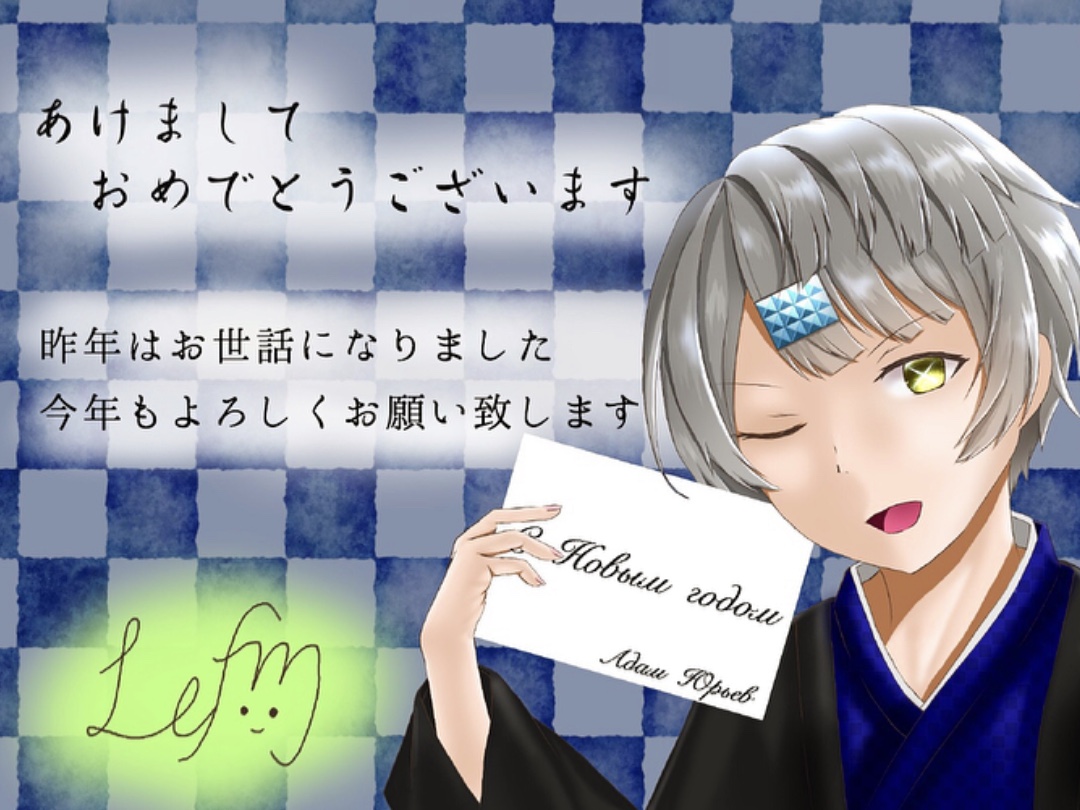 あけまして
おめでとうございます
昨年はお世話になりました
今年もよろしくお願い致します
С Новым годом
Адам Юрьев
Lefm